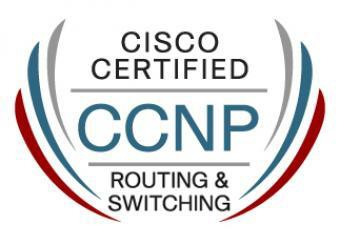 CISCO
CERTIFIED
CCNP
ROUTING &
SWITCHING